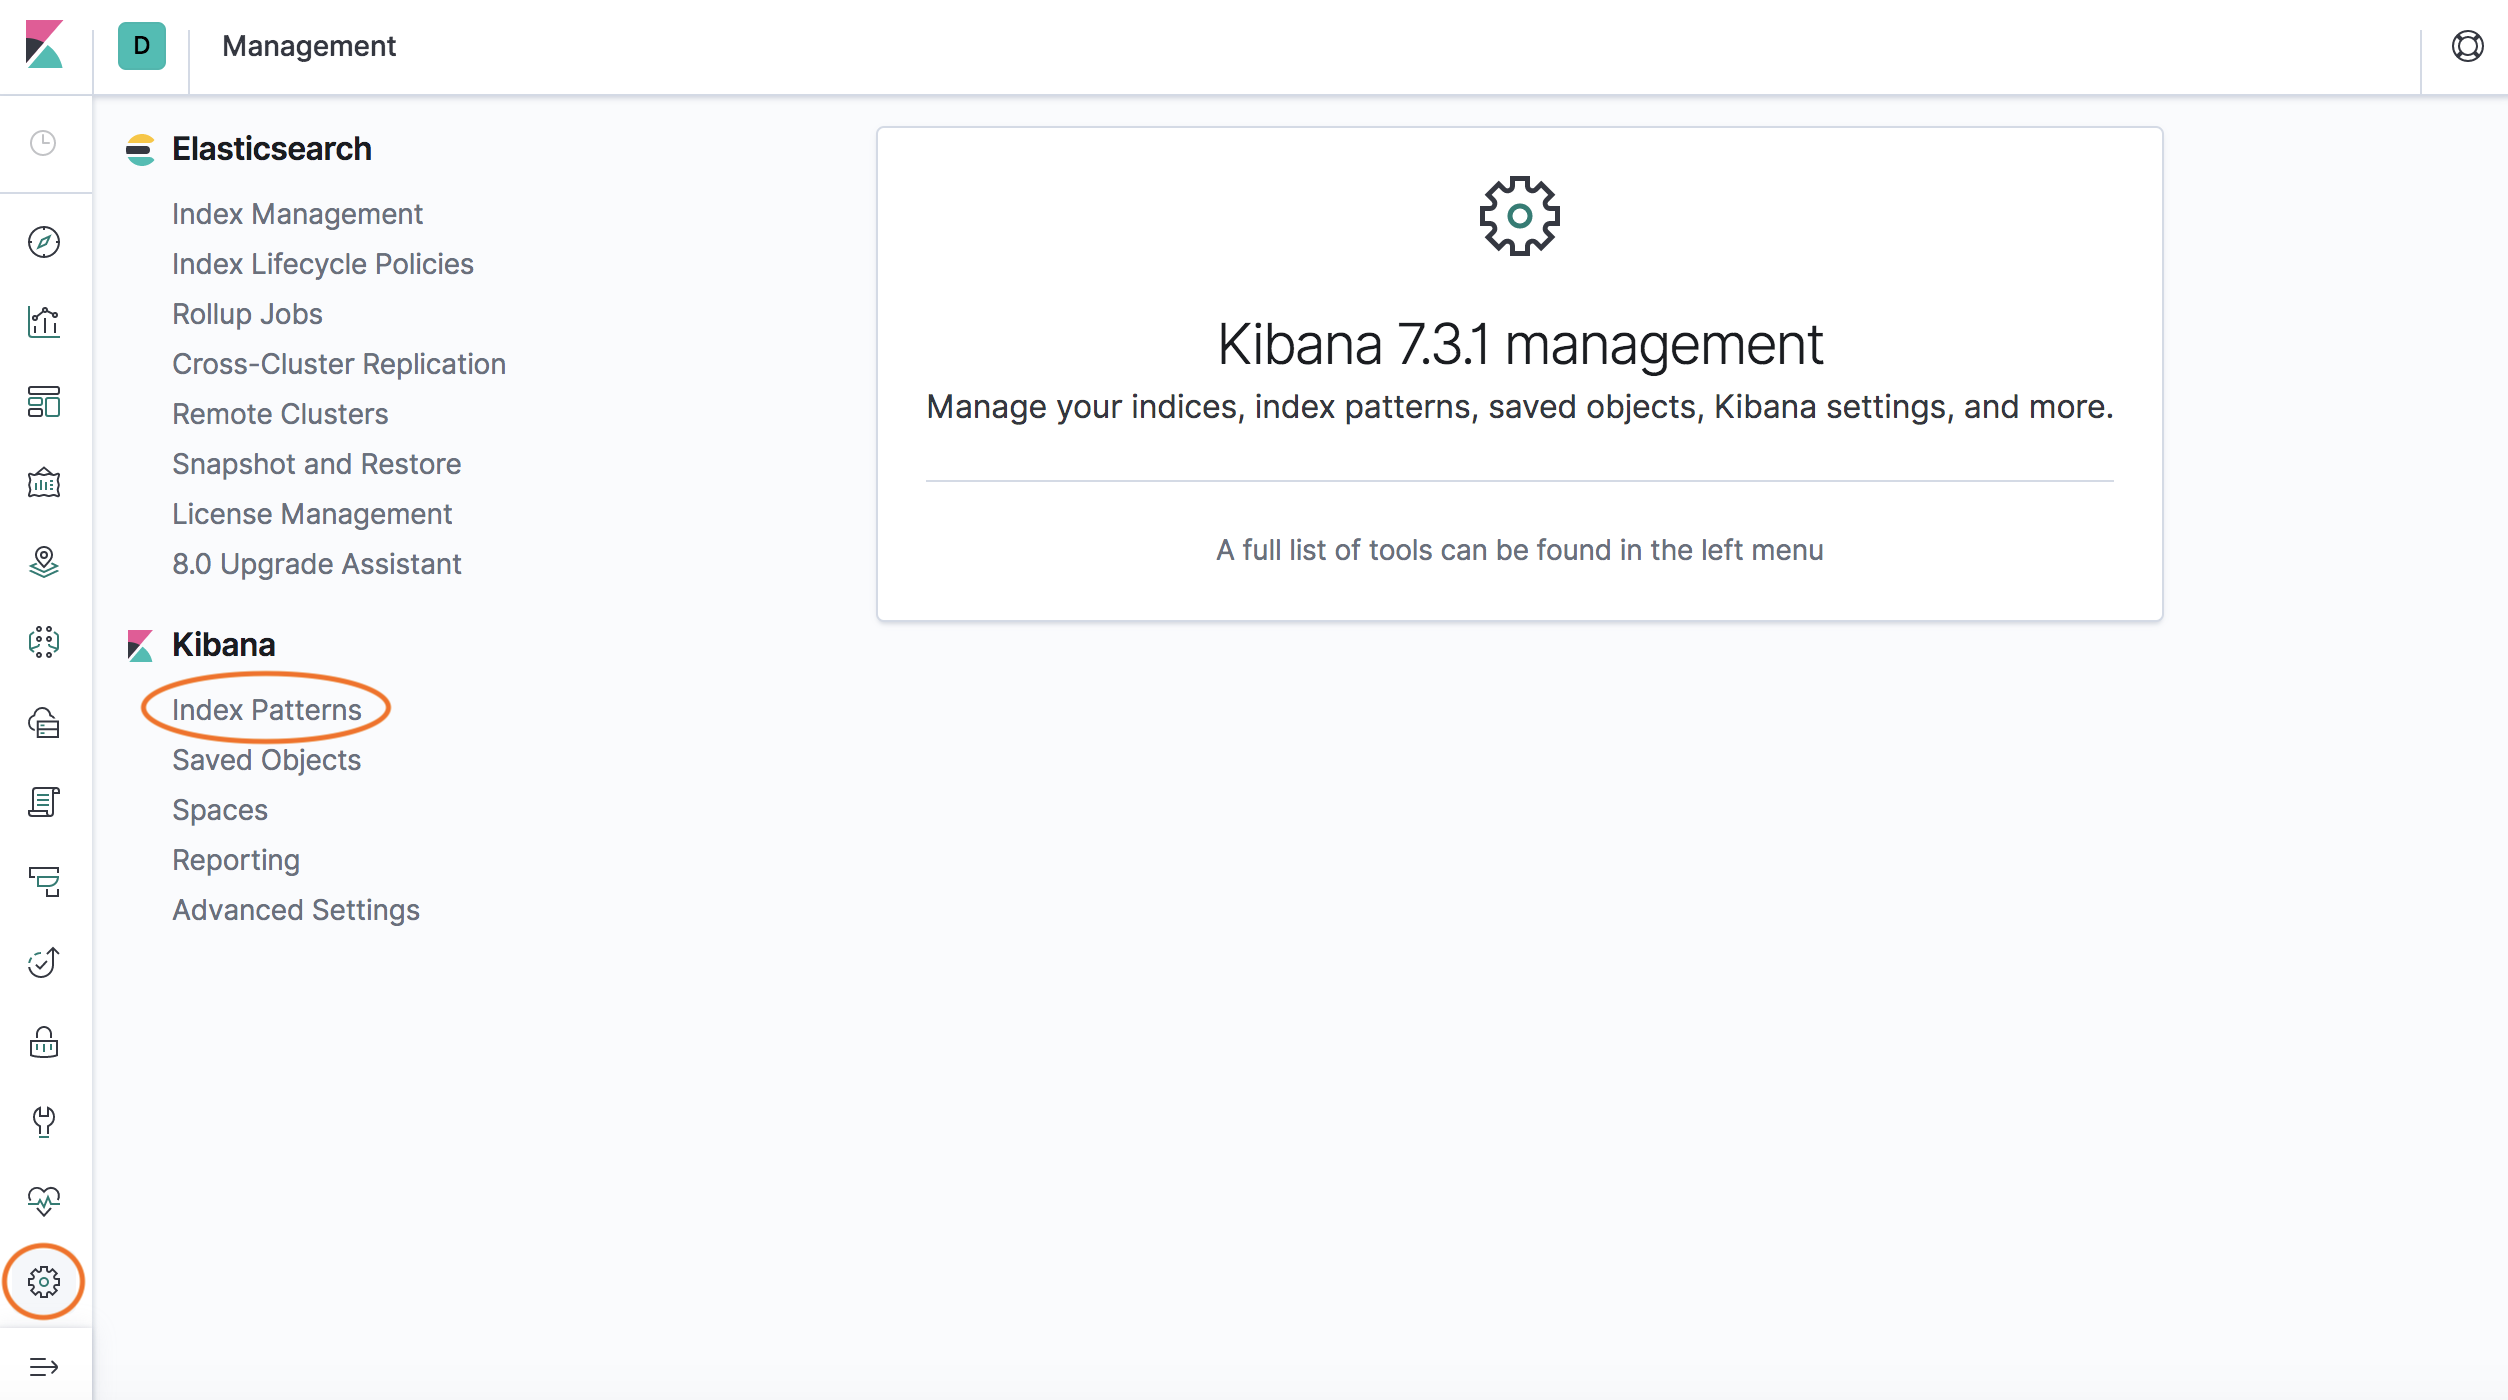 D
Management
Elasticsearch
Index Management
Index Lifecycle Policies
Rollup Jobs
Cross-Cluster Replication
Remote Clusters
Snapshot and Restore
License Management
8.0 Upgrade Assistant
Kibana
Index Patterns
Saved Objects
Spaces
Reporting
Advanced Settings
Kibana 7.3.1 management
Manage your indices, index patterns, saved objects, Kibana settings, and more.
A full list of tools can be found in the left menu